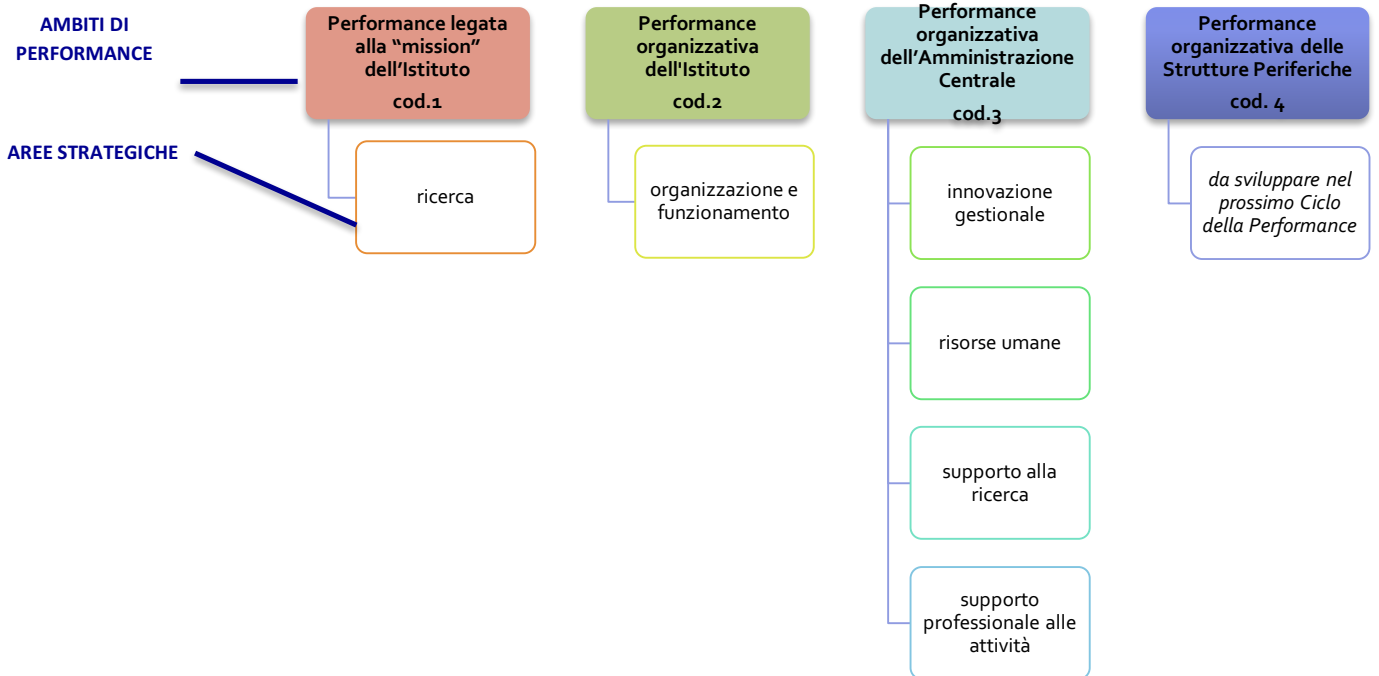 AMBITI DI
PERFORMANCE
Performance legata
alla “mission”
dell’Istituto
cod.1
Performance
organizzativa
dell'Istituto
cod.2
Performance
organizzativa
dell’Amministrazione
Centrale
cod.3
Performance
organizzativa delle
Strutture Periferiche
cod. 4
AREE STRATEGICHE
ricerca
organizzazione e
funzionamento
innovazione
gestionale
da sviluppare nel
prossimo Ciclo
della Performance
risorse umane
supporto alla
ricerca
supporto
professionale alle
attività